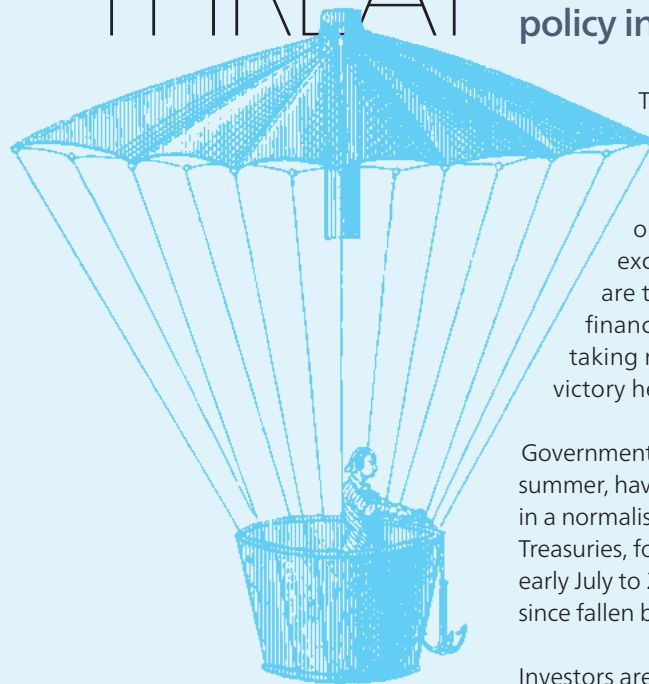 THREAT
policy in
T
o
exc
are t
financ
taking r
victory he
Government
summer, hav
in a normalis
Treasuries, fo
early July to 2
since fallen b
Investors are